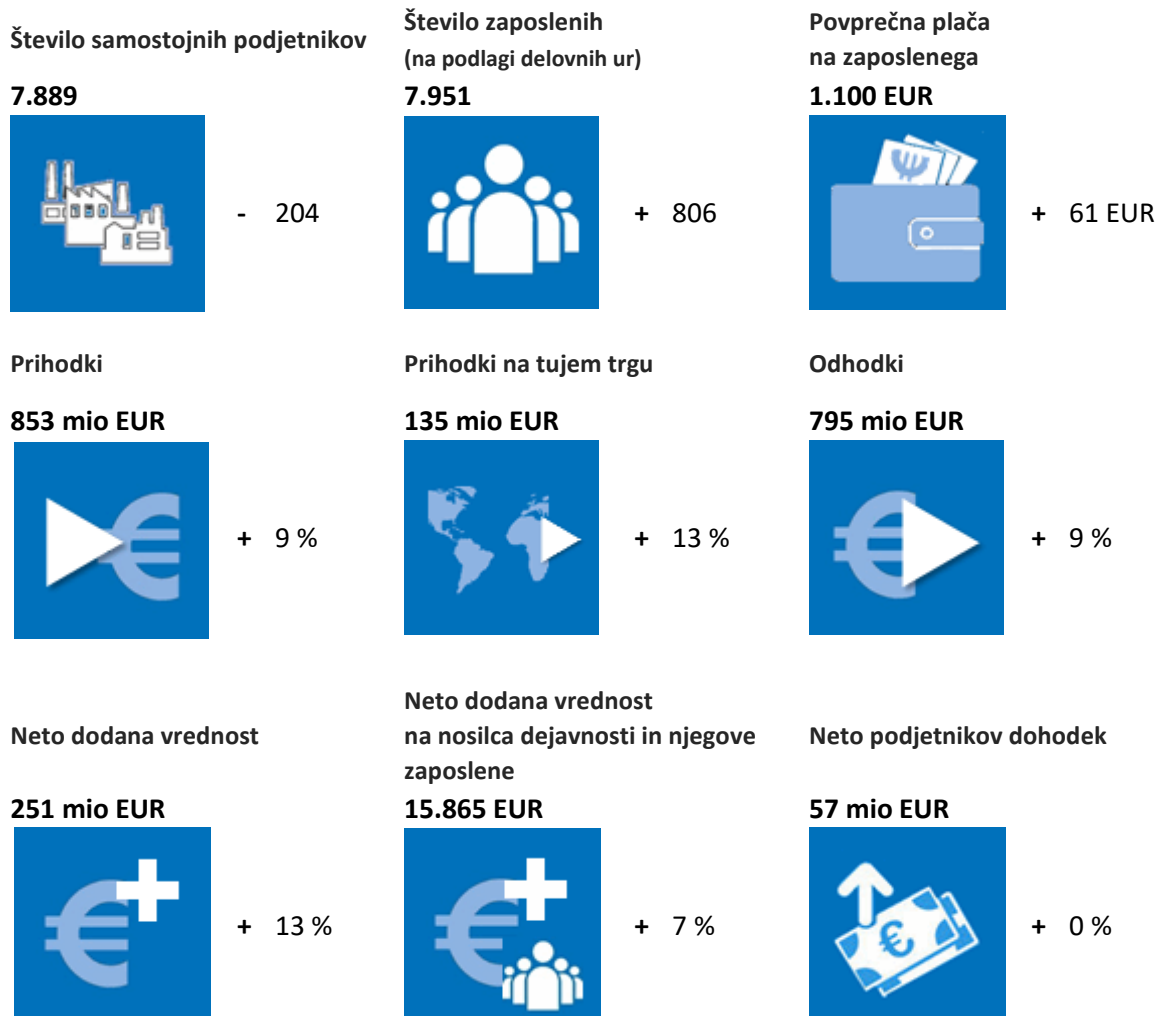 Število samostojnih podjetnikov
7.889
- 204
Število zaposlenih
(na podlagi delovnih ur)
7.951
+ 806
Povprečna plača
na zaposlenega
1.100 EUR
+ 61 EUR
Prihodki
853 mio EUR
+ 9 %
Prihodki na tujem trgu
135 mio EUR
+ 13 %
Odhodki
795 mio EUR
+ 9 %
Neto dodana vrednost
251 mio EUR
+ 13 %
Neto dodana vrednost
na nosilca dejavnosti in njegove
zaposlene
15.865 EUR
+ 7 %
Neto podjetnikov dohodek
57 mio EUR
+ 0 %